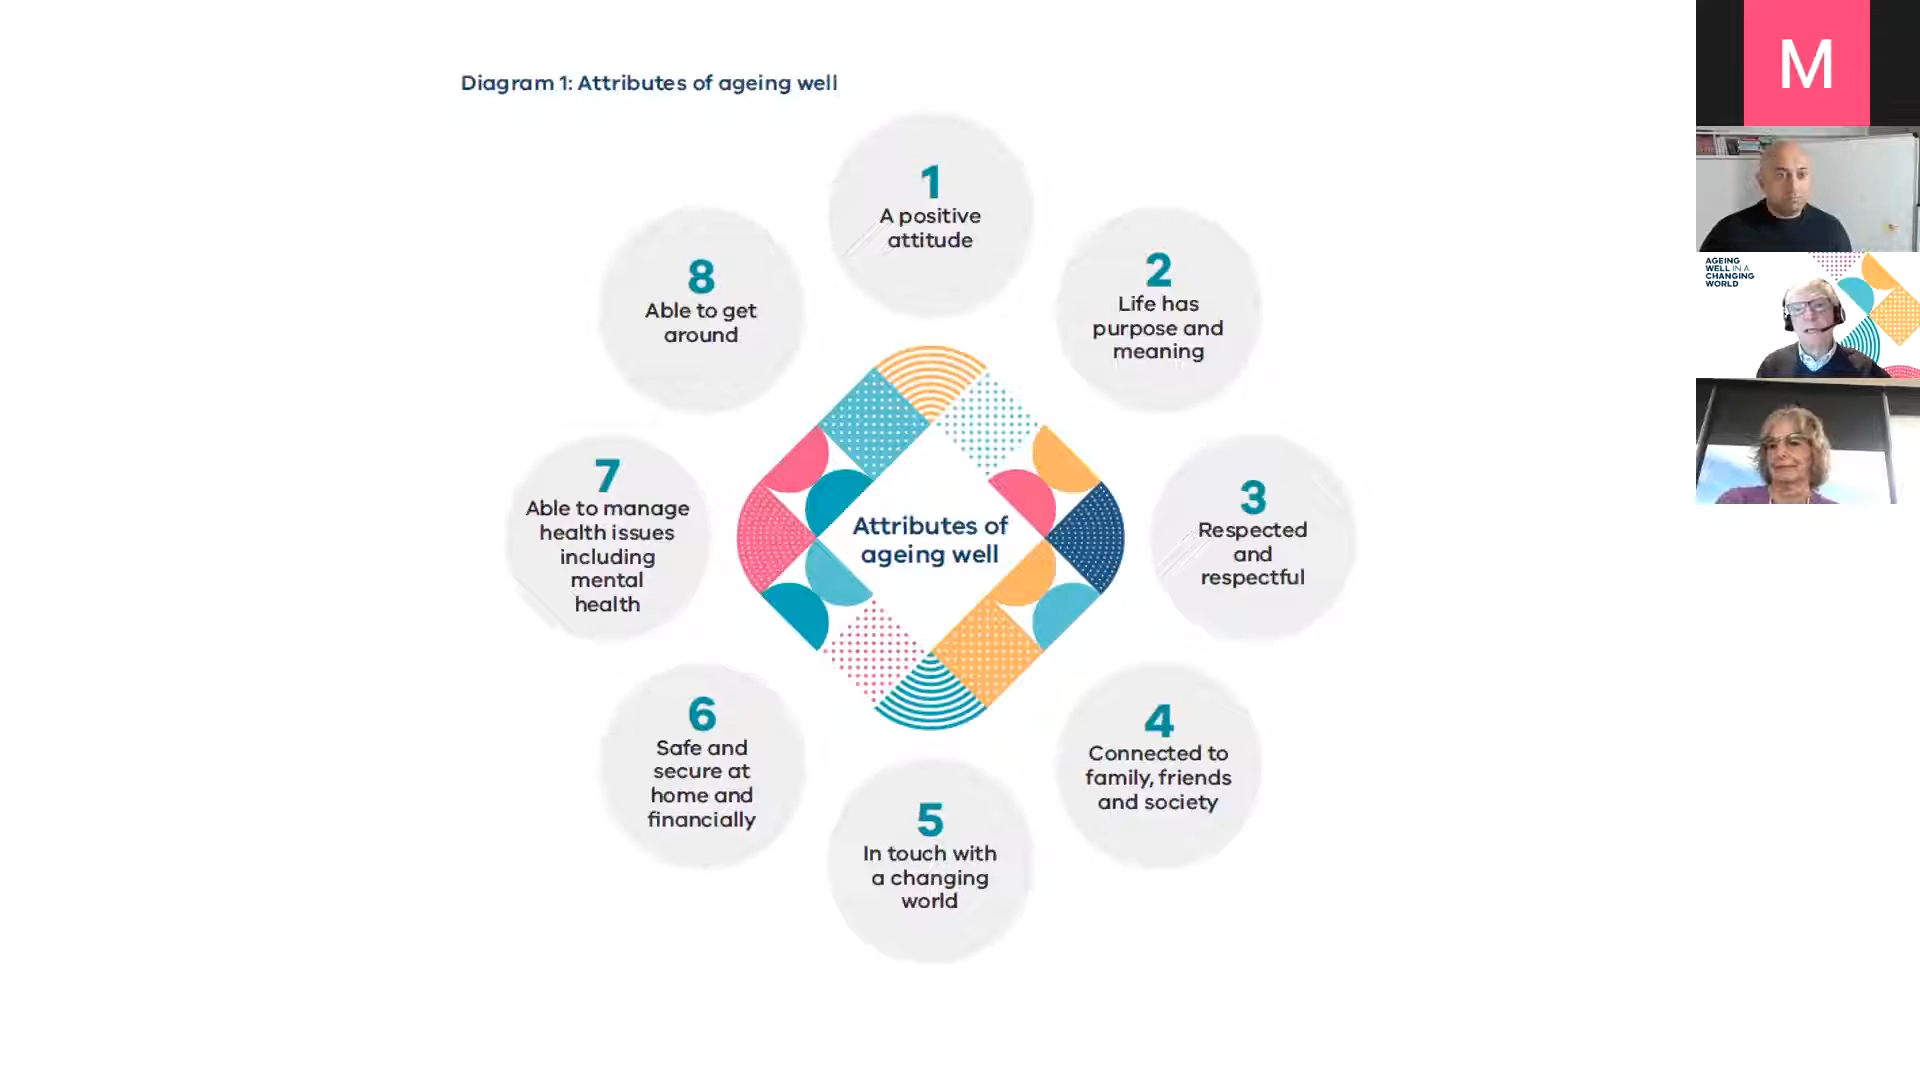 Diagram 1: Attributes of ageing well
1
A positive
attitude
2
Life has
purpose and
meaning
3
Respected
and
respectful
4
Connected to
family, friends
and society
5
In touch with
a changing
world
6
Safe and
secure at
home and
financially
7
Able to manage
health issues
including
mental
health
8
Able to get
around
Attributes of
ageing well
M
AGEING
WELL IN A
CHANGING
WORLD